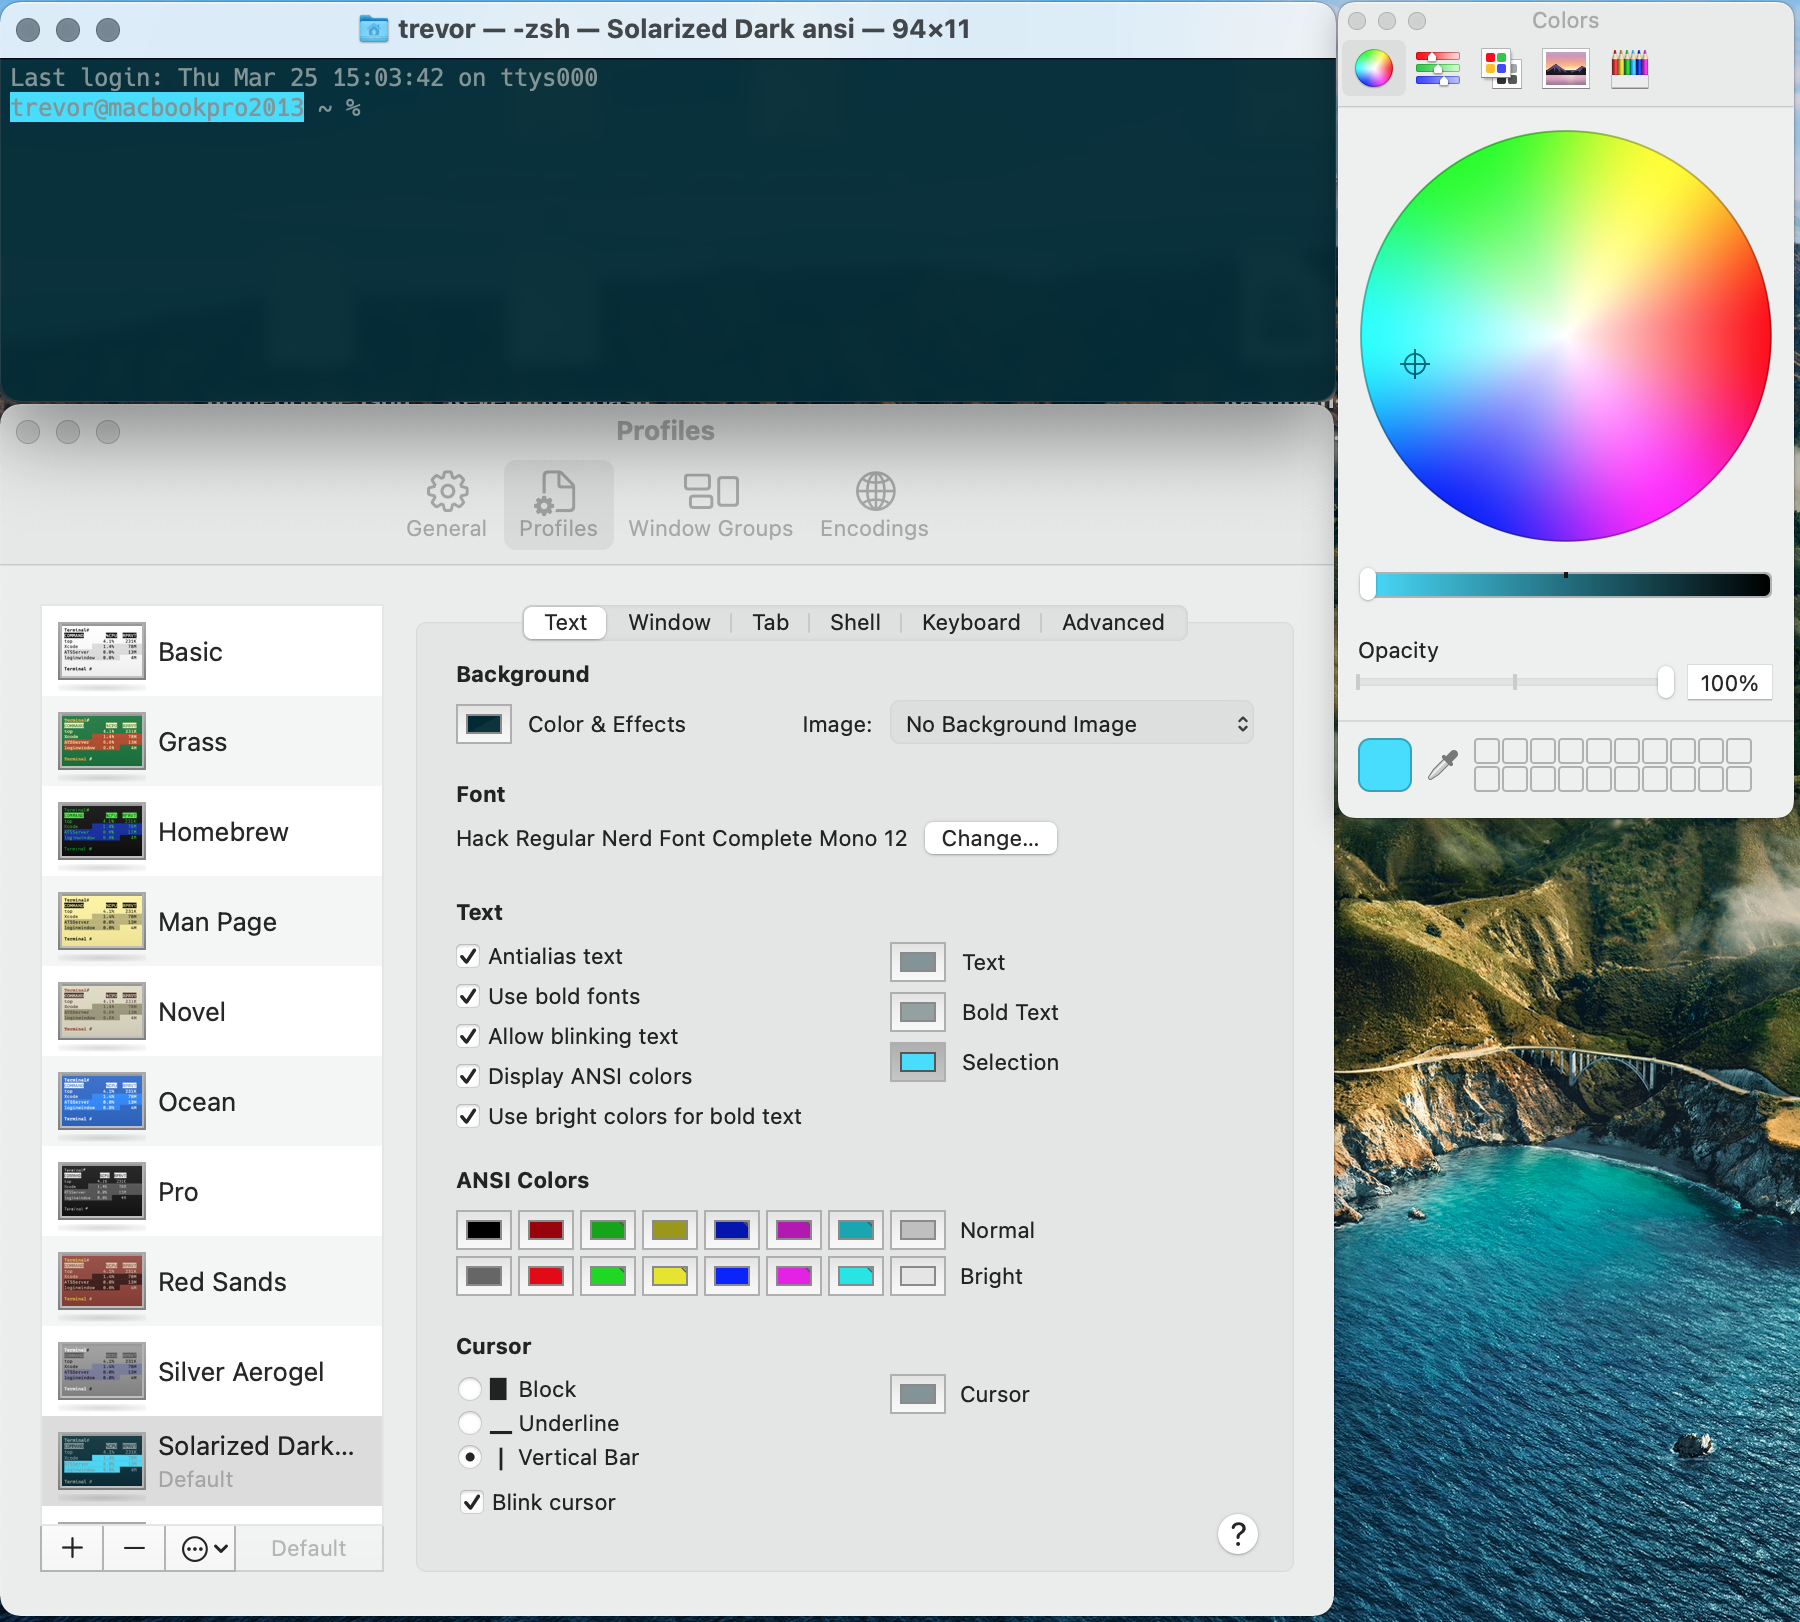 trevor — -zsh — Solarized Dark ansi — 94×11
Last login: Thu Mar 25 15:03:42 on ttys000
trevor@macbookpro2013 ~ %
Colors
Opacity
100%
Profiles
General
Profiles
Window Groups
Encodings
Basic
Grass
Homebrew
Man Page
Novel
Ocean
Pro
Red Sands
Silver Aerogel
Solarized Dark...
Default
Default
Text
Window
Tab
Shell
Keyboard
Advanced
Background
Color & Effects
Image:
No Background Image
Font
Hack Regular Nerd Font Complete Mono 12
Change...
Text
Antialias text
Use bold fonts
Allow blinking text
Display ANSI colors
Use bright colors for bold text
Text
Bold Text
Selection
ANSI Colors
Normal
Bright
Cursor
Block
Underline
Vertical Bar
Blink cursor
Cursor
?